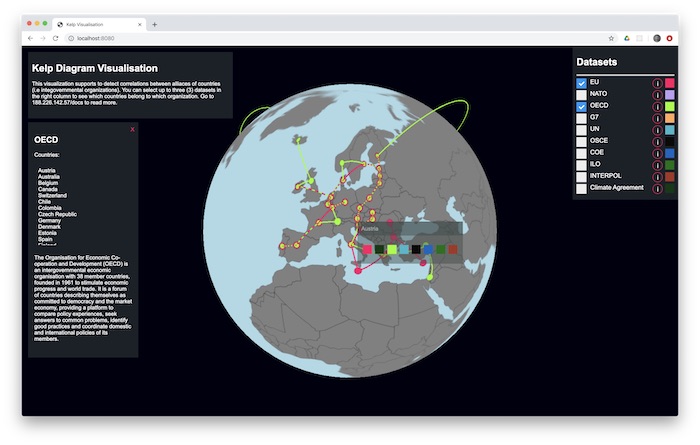 Kelp Visualisation
localhost:8080
Kelp Diagram Visualisation
This visualization supports to detect correlations between allaces of countries
(i.e integovernmental organizations). You can select up to three (3) datasets in
the right column to see which countries belong to which organization. Go to
188.226.142.57/docs to read more.
Datasets
EU i
NATO i
OECD i
G7 i
UN i
OSCE i
COE i
ILO i
INTERPOL i
Climate Agreement i
X
OECD
Countries:
Austria
Australia
Belgium
Canada
Switzerland
Chile
Colombia
Czech Republic
Germany
Denmark
Estonia
Spain
Finland
The Organisation for Economic Co-
operation and Development (OECD) is
an intergovernmental economic
organisation with 38 member countries,
founded in 1961 to stimulate economic
progress and world trade. It is a forum
of countries describing themselves as
committed to democracy and the market
economy, providing a platform to
compare policy experiences, seek
answers to common problems, identify
good practices and coordinate domestic
and international policies of its
members.
Austria